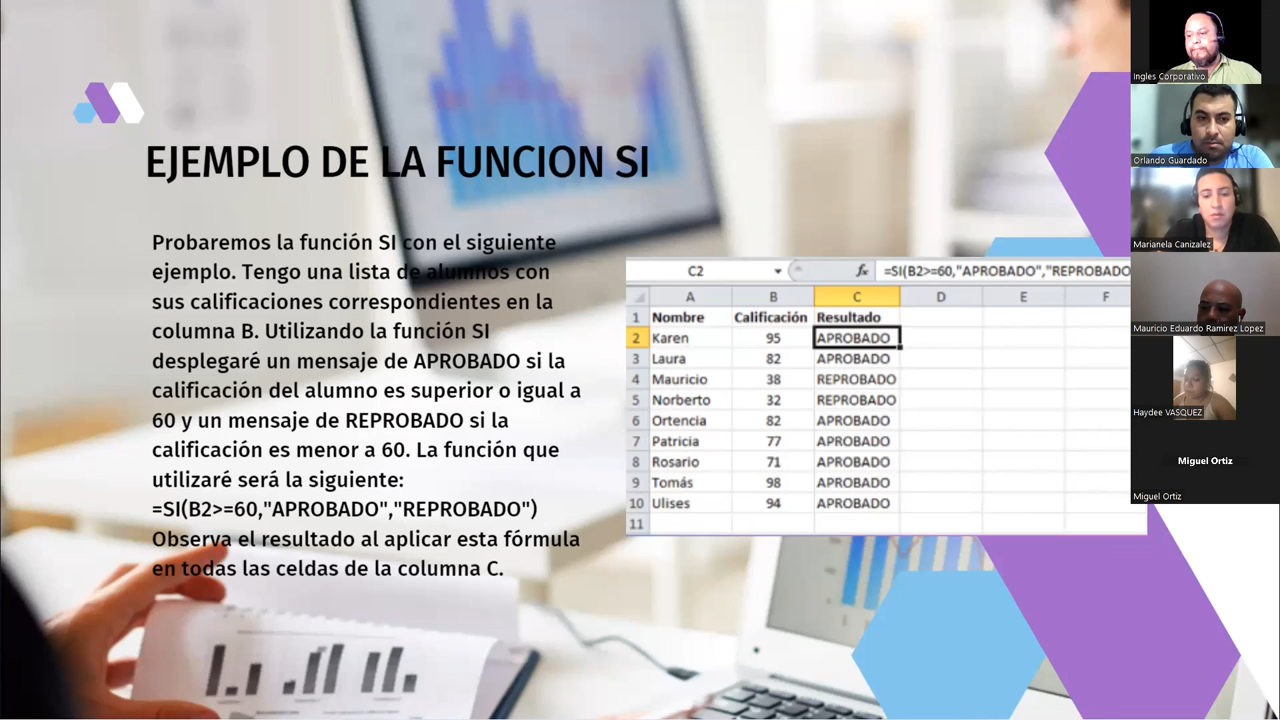 EJEMPLO DE LA FUNCION SI
Probaremos la función SI con el siguiente
ejemplo. Tengo una lista de alumnos con
sus calificaciones correspondientes en la
columna B. Utilizando la función SI
desplegaré un mensaje de APROBADO si la
calificación del alumno es superior o igual a
60 y un mensaje de REPROBADO si la
calificación es menor a 60. La función que
utilizaré será la siguiente:
=SI(B2>=60,"APROBADO","REPROBADO")
Observa el resultado al aplicar esta fórmula
en todas las celdas de la columna C.
C2 fx =SI(B2>=60,"APROBADO","REPROBADO
A B C D E F
1 Nombre Calificación Resultado
2 Karen 95 APROBADO
3 Laura 82 APROBADO
4 Mauricio 38 REPROBADO
5 Norberto 32 REPROBADO
6 Ortencia 82 APROBADO
7 Patricia 77 APROBADO
8 Rosario 71 APROBADO
9 Tomás 98 APROBADO
10 Ulises 94 APROBADO
11
Ingles Corporativo
Orlando Guardado
Marianela Canizalez
Mauricio Eduardo Ramirez Lopez
Haydee VASQUEZ
Miguel Ortiz
Miguel Ortiz